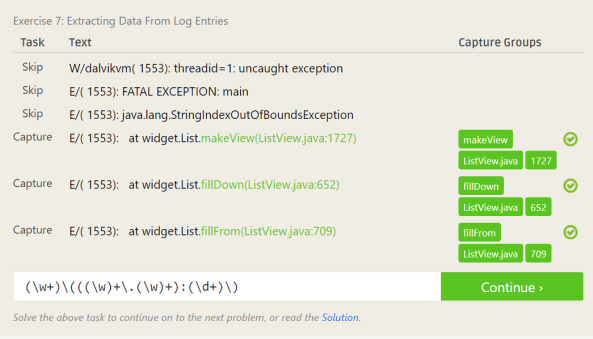 Exercise 7: Extracting Data From Log Entries
Task Text Capture Groups
Skip W/dalvikvm( 1553): threadid=1: uncaught exception
Skip E/( 1553): FATAL EXCEPTION: main
Skip E/( 1553): java.lang.StringIndexOutOfBoundsException
Capture E/( 1553): at widget.List.makeView(ListView.java:1727) makeView
ListView.java 1727
Capture E/( 1553): at widget.List.fillDown(ListView.java:652) fillDown
ListView.java 652
Capture E/( 1553): at widget.List.fillFrom(ListView.java:709) fillFrom
ListView.java 709
(\w+)\(((\w)+\.(\w)+):(\d+)\) Continue ›
Solve the above task to continue on to the next problem, or read the Solution.